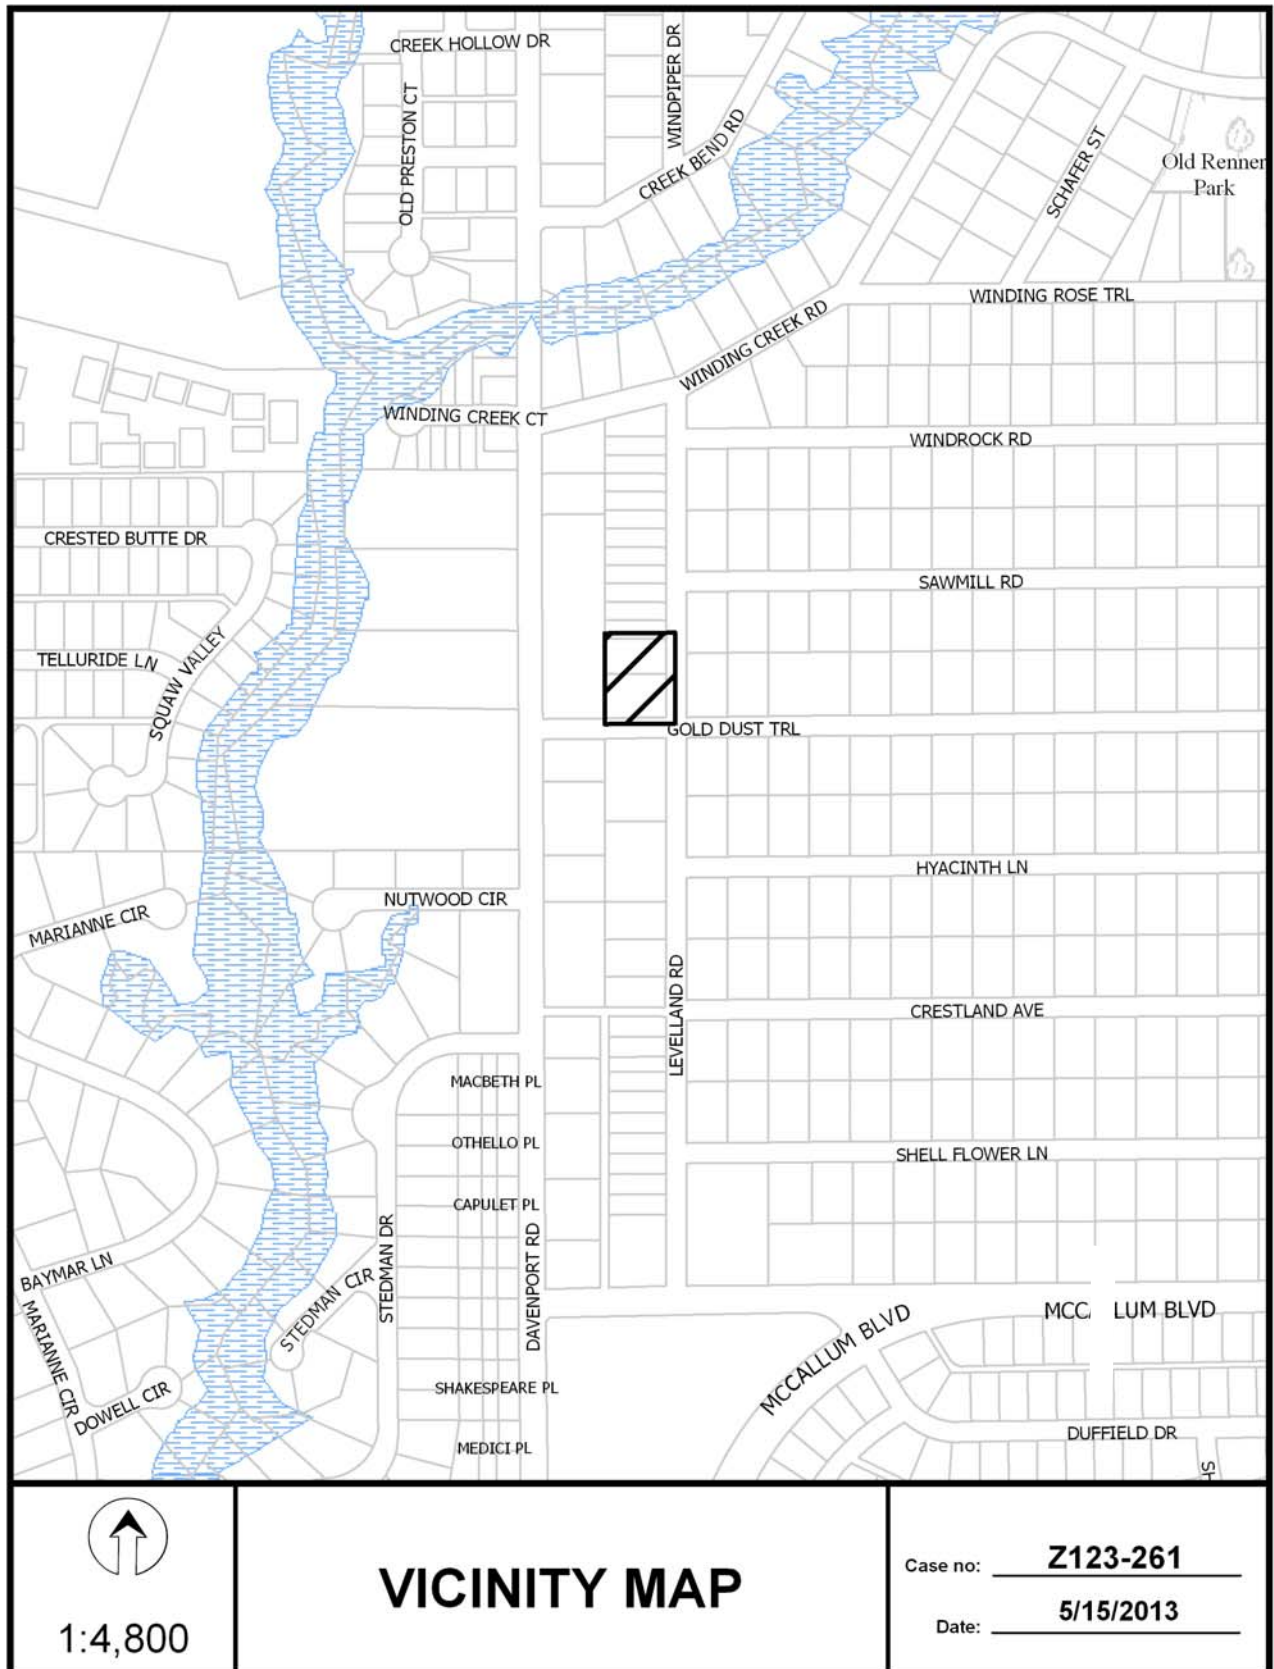 CREEK HOLLOW DR
WINDPIPER DR
OLD PRESTON CT
CREEK BEND RD
SCHAFER ST
Old Renner
Park
WINDING ROSE TRL
WINDING CREEK RD
WINDING CREEK CT
WINDROCK RD
CRESTED BUTTE DR
SAWMILL RD
TELLURIDE LN
SQUAW VALLEY
GOLD DUST TRL
HYACINTH LN
NUTWOOD CIR
MARIANNE CIR
LEVELLAND RD
CRESTLAND AVE
MACBETH PL
OTHELLO PL
SHELL FLOWER LN
CAPULET PL
STEDMAN DR
DAVENPORT RD
BAYMAR LN
STEDMAN CIR
MARIANNE CIR
MCCALLUM BLVD
MCCA LUM BLVD
DOWELL CIR
SHAKESPEARE PL
DUFFIELD DR
MEDICI PL
SH
1:4,800
VICINITY MAP
Case no: Z123-261
Date: 5/15/2013